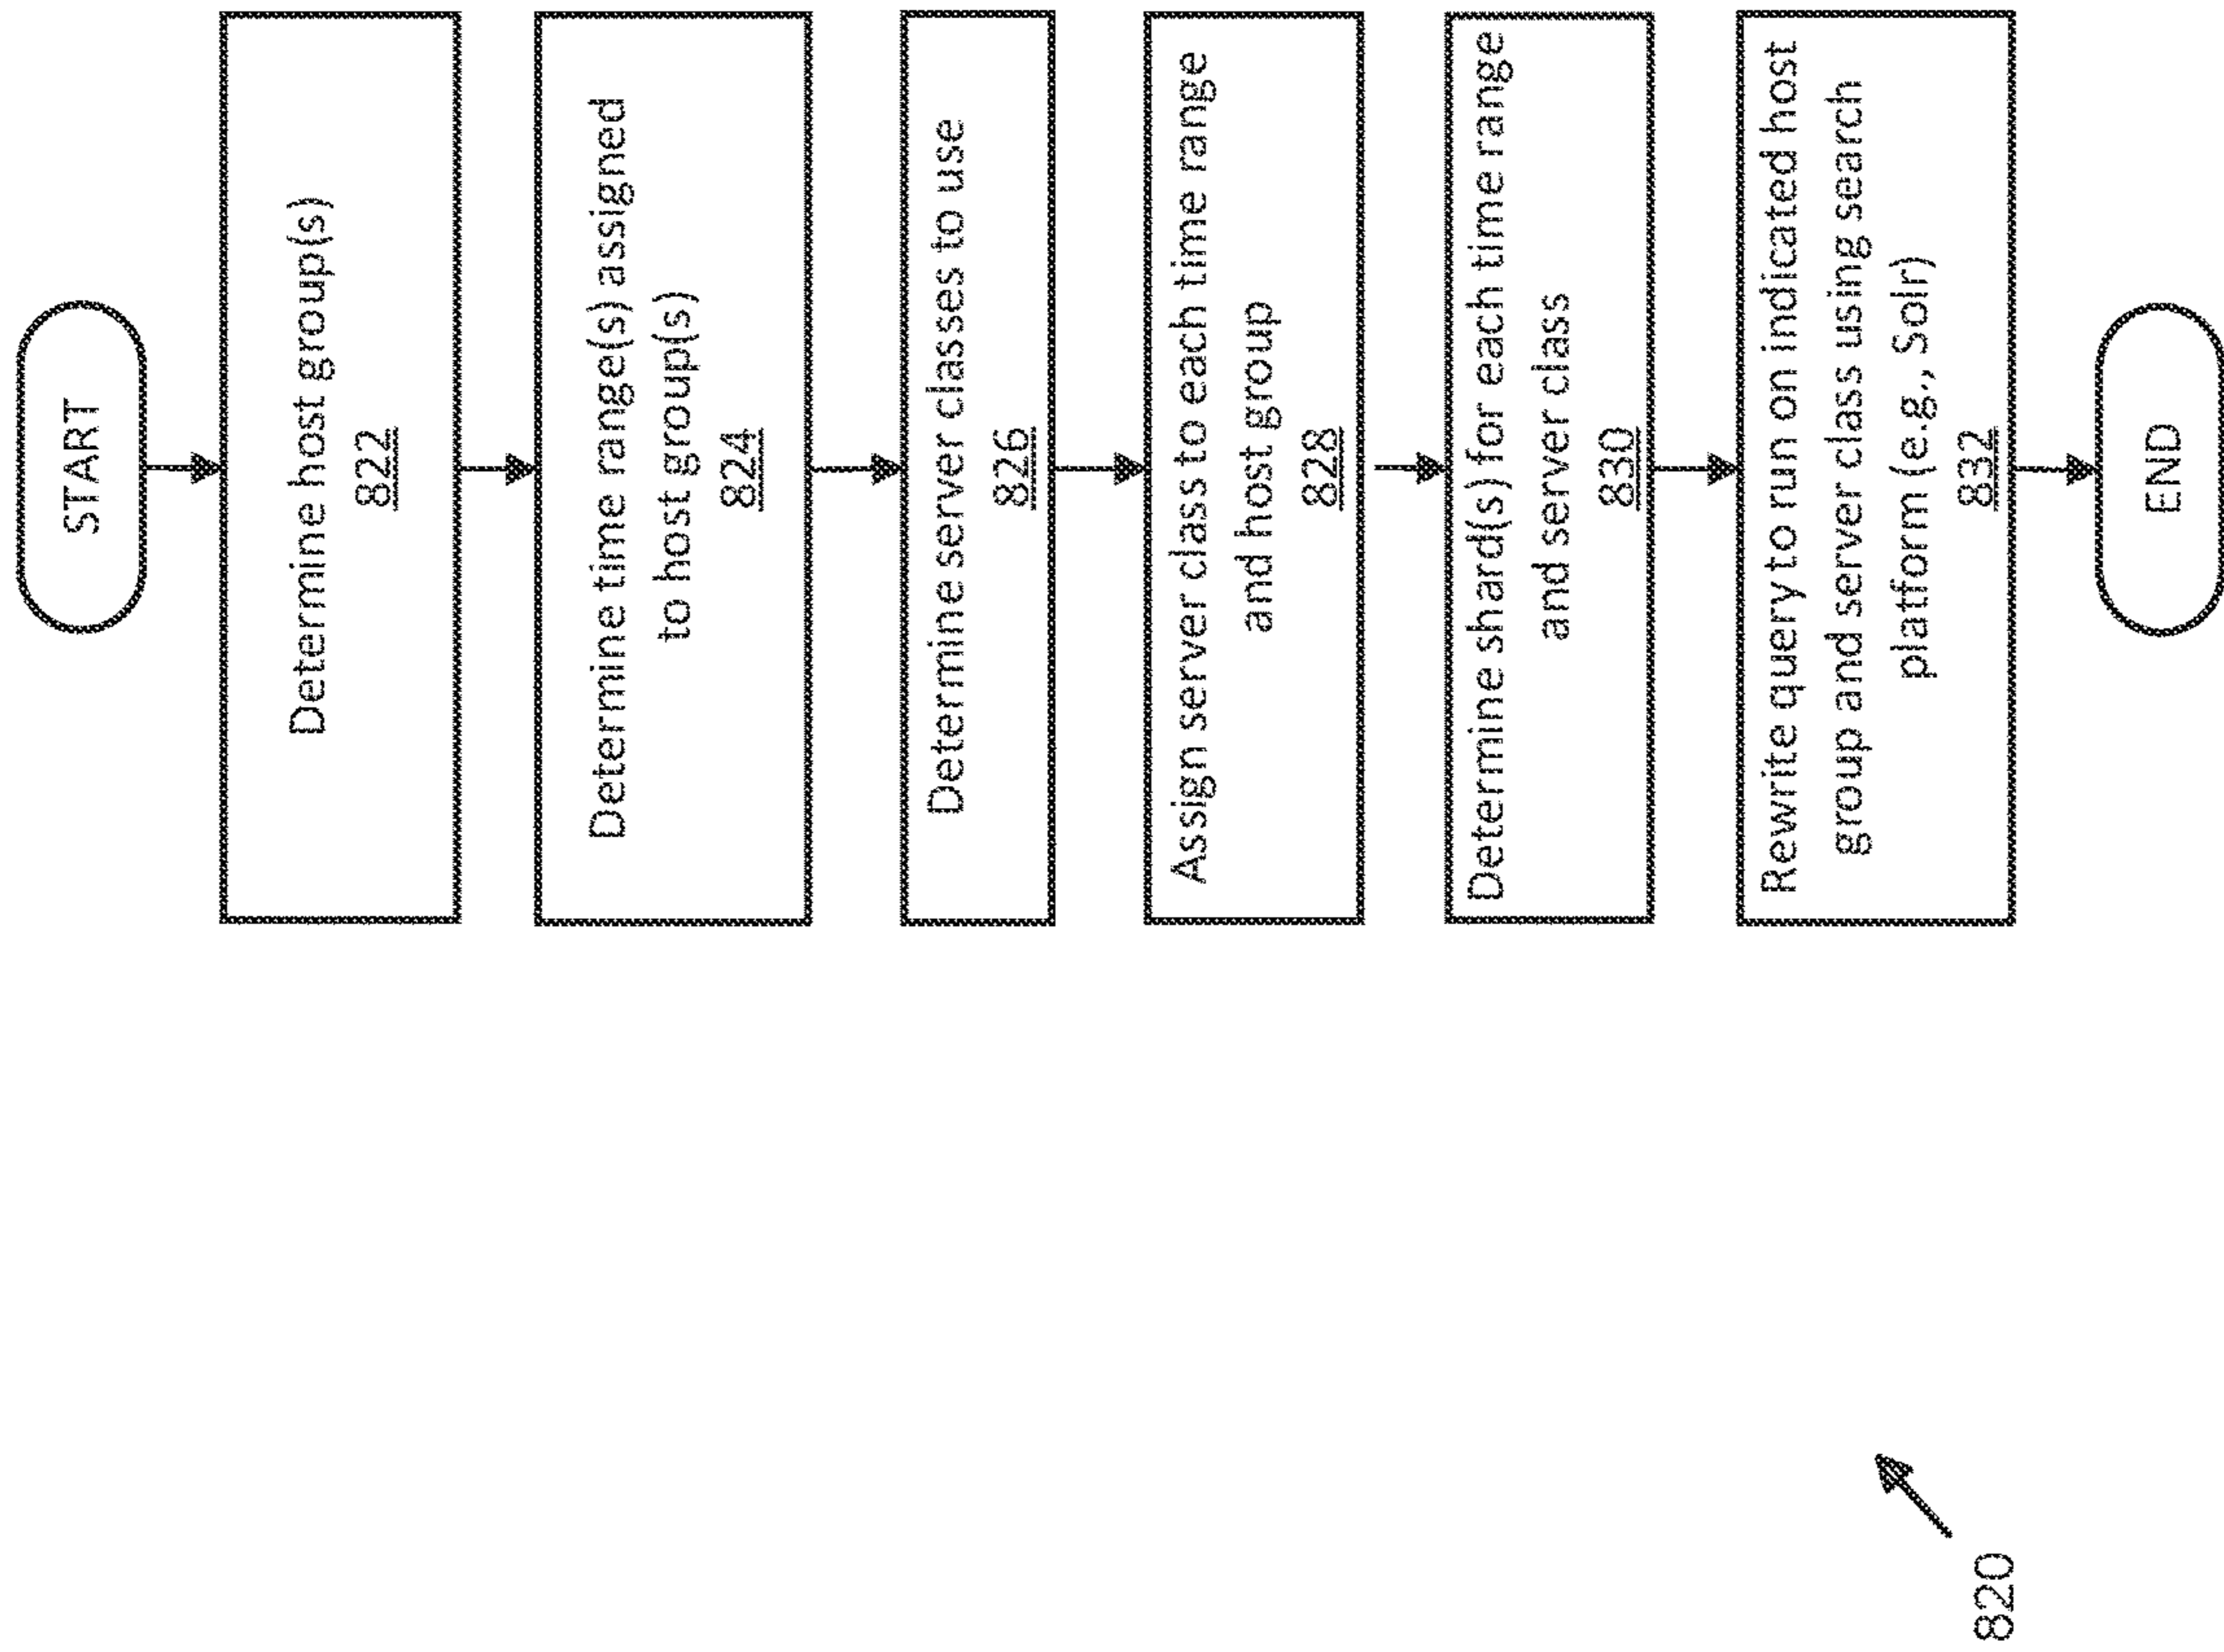 START
Determine host group(s)
822
Determine time range(s) assigned
to host group(s)
824
Determine server classes to use
826
Assign server class to each time range
and host group
828
Determine shard(s) for each time range
and server class
830
Rewrite query to run on indicated host
group and server class using search
platform (e.g., Solr)
832
END
820